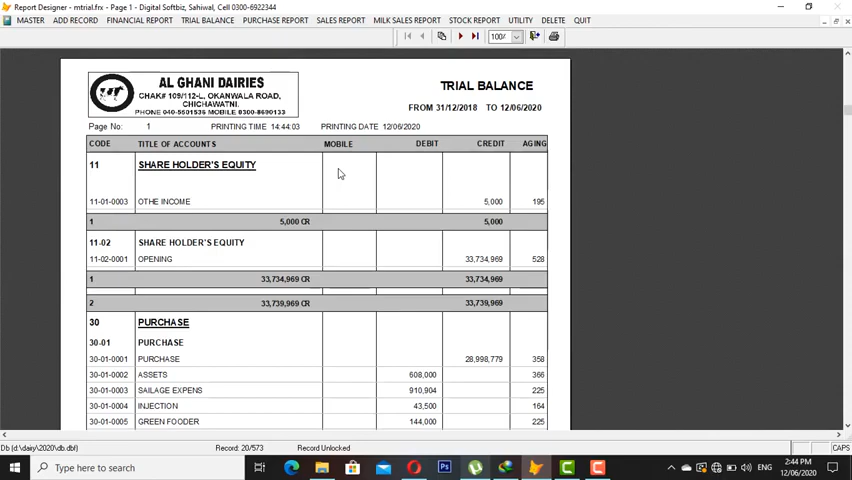 Report Designer - mtrial.frx - Page 1 - Digital Softbiz, Sahiwal, Cell 0300-6922344
MASTER ADD RECORD FINANCIAL REPORT TRIAL BALANCE PURCHASE REPORT SALES REPORT MILK SALES REPORT STOCK REPORT UTILITY DELETE QUIT
AL GHANI DAIRIES
CHAK# 109/112-L, OKANWALA ROAD,
CHICHAWATNI.
PHONE 040-5501536 MOBILE 0300-8690133
TRIAL BALANCE
FROM 31/12/2018 TO 12/06/2020
Page No: 1 PRINTING TIME 14:44:03 PRINTING DATE 12/06/2020
CODE TITLE OF ACCOUNTS MOBILE DEBIT CREDIT AGING
11 SHARE HOLDER'S EQUITY
11-01-0003 OTHE INCOME 5,000 195
1 5,000 CR 5,000
11-02 SHARE HOLDER'S EQUITY
11-02-0001 OPENING 33,734,969 528
1 33,734,969 CR 33,734,969
2 33,739,969 CR 33,739,969
30 PURCHASE
30-01 PURCHASE
30-01-0001 PURCHASE 28,998,779 358
30-01-0002 ASSETS 608,000 366
30-01-0003 SAILAGE EXPENS 910,904 225
30-01-0004 INJECTION 43,500 164
30-01-0005 GREEN FOODER 144,000 225
Db (d:\dairy\2020\db.dbf) Record: 20/573 Record Unlocked CAPS
Type here to search
Ps
ENG
2:44 PM
12/06/2020